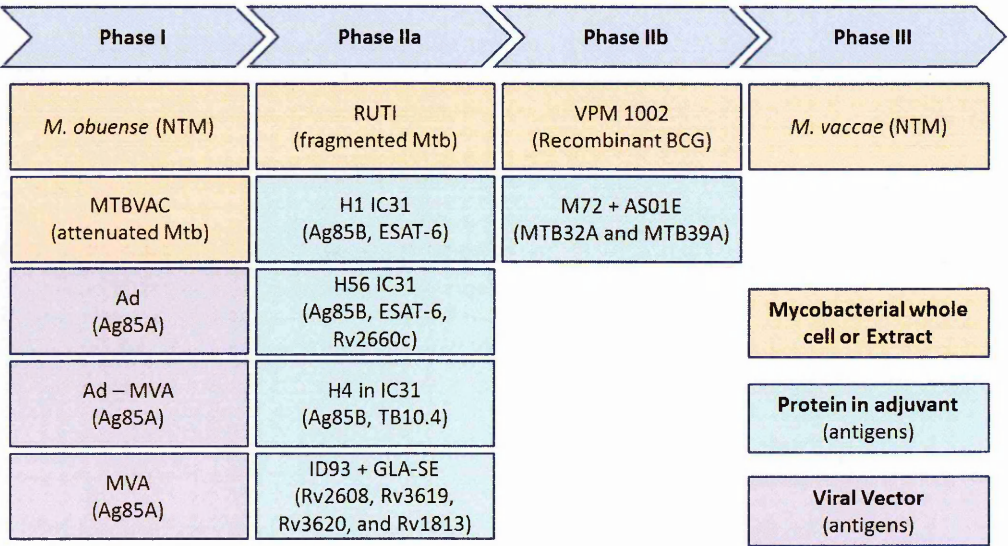 Phase I
Phase IIa
Phase IIb
Phase III
M. obuense (NTM)
RUTI
(fragmented Mtb)
VPM 1002
(Recombinant BCG)
M. vaccae (NTM)
MTBVAC
(attenuated Mtb)
H1 IC31
(Ag85B, ESAT-6)
M72 + AS01E
(MTB32A and MTB39A)
Ad
(Ag85A)
H56 IC31
(Ag85B, ESAT-6,
Rv2660c)
Mycobacterial whole
cell or Extract
Ad – MVA
(Ag85A)
H4 in IC31
(Ag85B, TB10.4)
Protein in adjuvant
(antigens)
MVA
(Ag85A)
ID93 + GLA-SE
(Rv2608, Rv3619,
Rv3620, and Rv1813)
Viral Vector
(antigens)